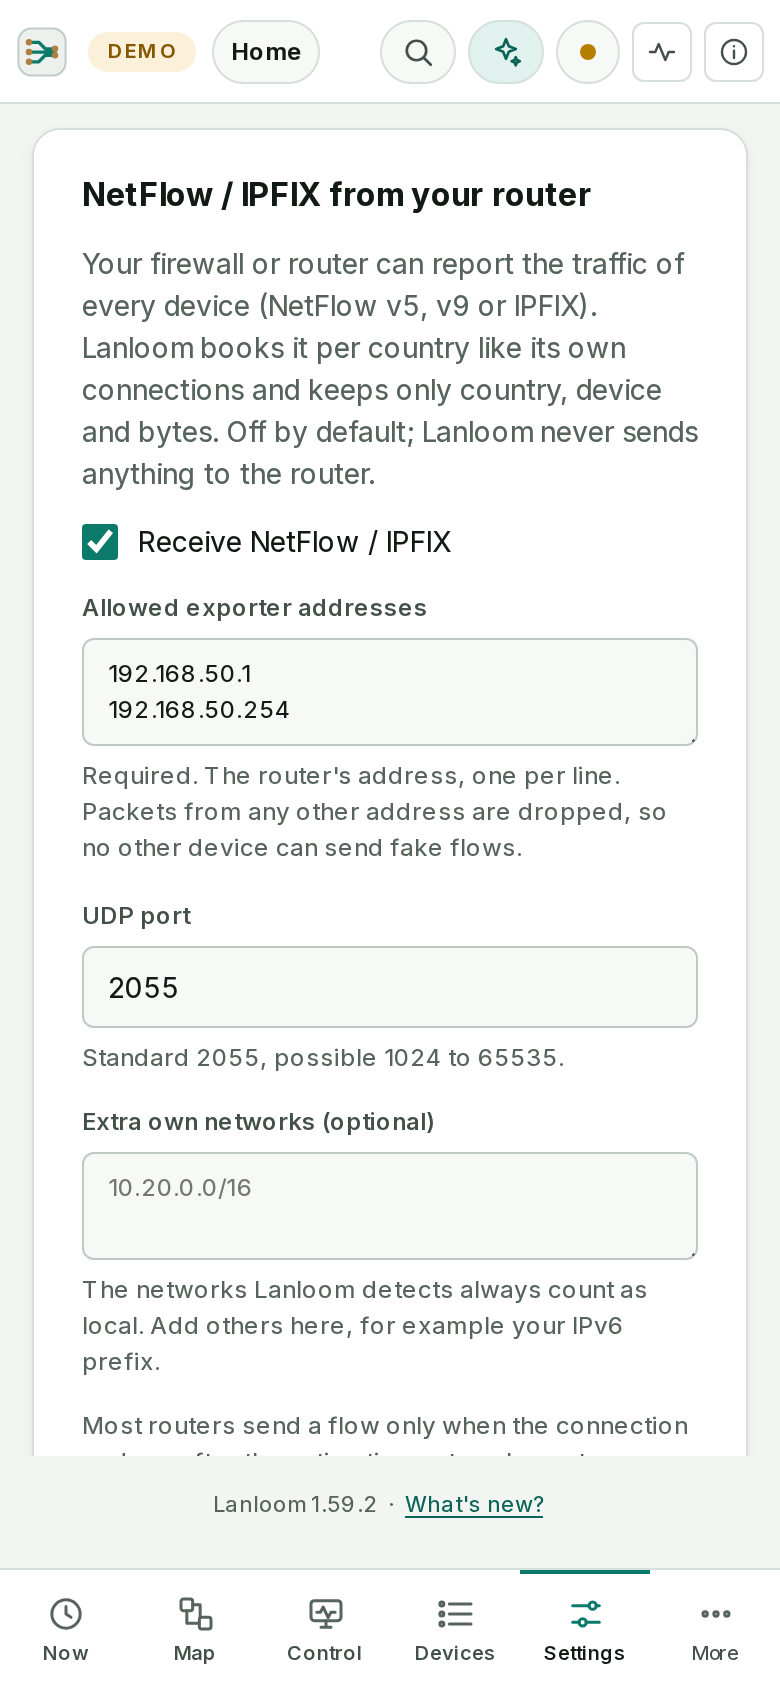 DEMO
Home
NetFlow / IPFIX from your router
Your firewall or router can report the traffic of
every device (NetFlow v5, v9 or IPFIX).
Lanloom books it per country like its own
connections and keeps only country, device
and bytes. Off by default; Lanloom never sends
anything to the router.
Receive NetFlow / IPFIX
Allowed exporter addresses
192.168.50.1
192.168.50.254
Required. The router's address, one per line.
Packets from any other address are dropped, so
no other device can send fake flows.
UDP port
2055
Standard 2055, possible 1024 to 65535.
Extra own networks (optional)
10.20.0.0/16
The networks Lanloom detects always count as
local. Add others here, for example your IPv6
prefix.
Most routers send a flow only when the connection
Lanloom 1.59.2 · What's new?
Now
Map
Control
Devices
Settings
More